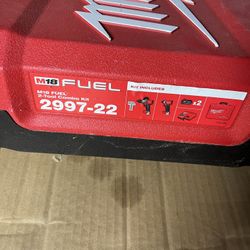 M18 FUEL
M18 FUEL
2-Tool Combo Kit
2997-22
KIT INCLUDES
x2